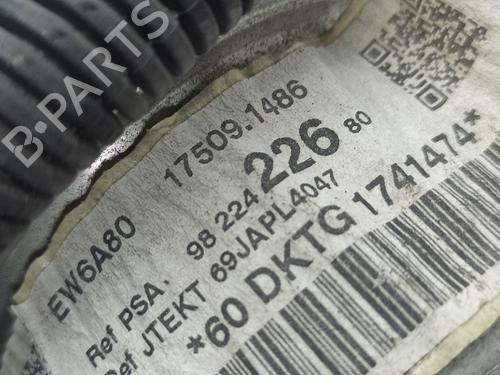 B-PARTS
EW6A80 17509.1486
Ref PSA. 98 224 226 80
Ref JTEKT 69JAPL4047
*60 DKTG 1741474*